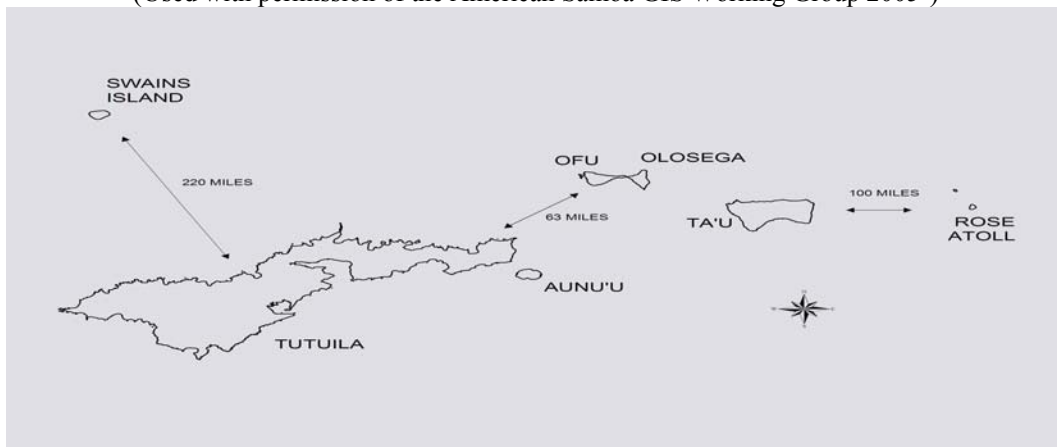 (Used with permission of the American Samoa GIS Working Group 2005 )
SWAINS
ISLAND
220 MILES
OFU
OLOSEGA
63 MILES
TA'U
100 MILES
ROSE
ATOLL
AUNU'U
TUTUILA